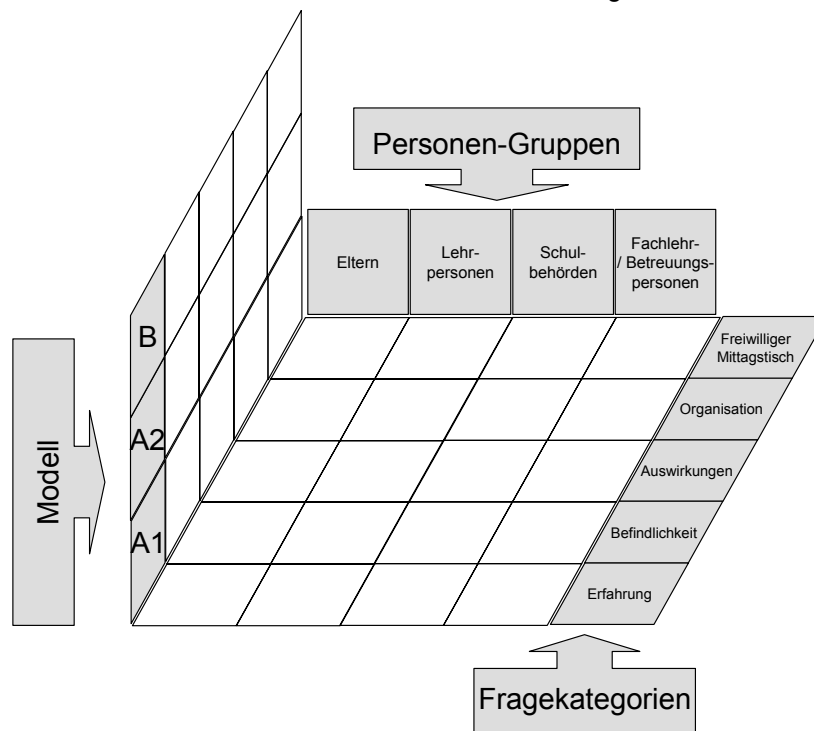 g
Personen-Gruppen
Eltern
Lehr-
personen
Schul-
behörden
Fachlehr-
/ Betreuungs-
personen
Freiwilliger
Mittagstisch
Organisation
Auswirkungen
Befindlichkeit
Erfahrung
B
A2
A1
Modell
Fragekategorien